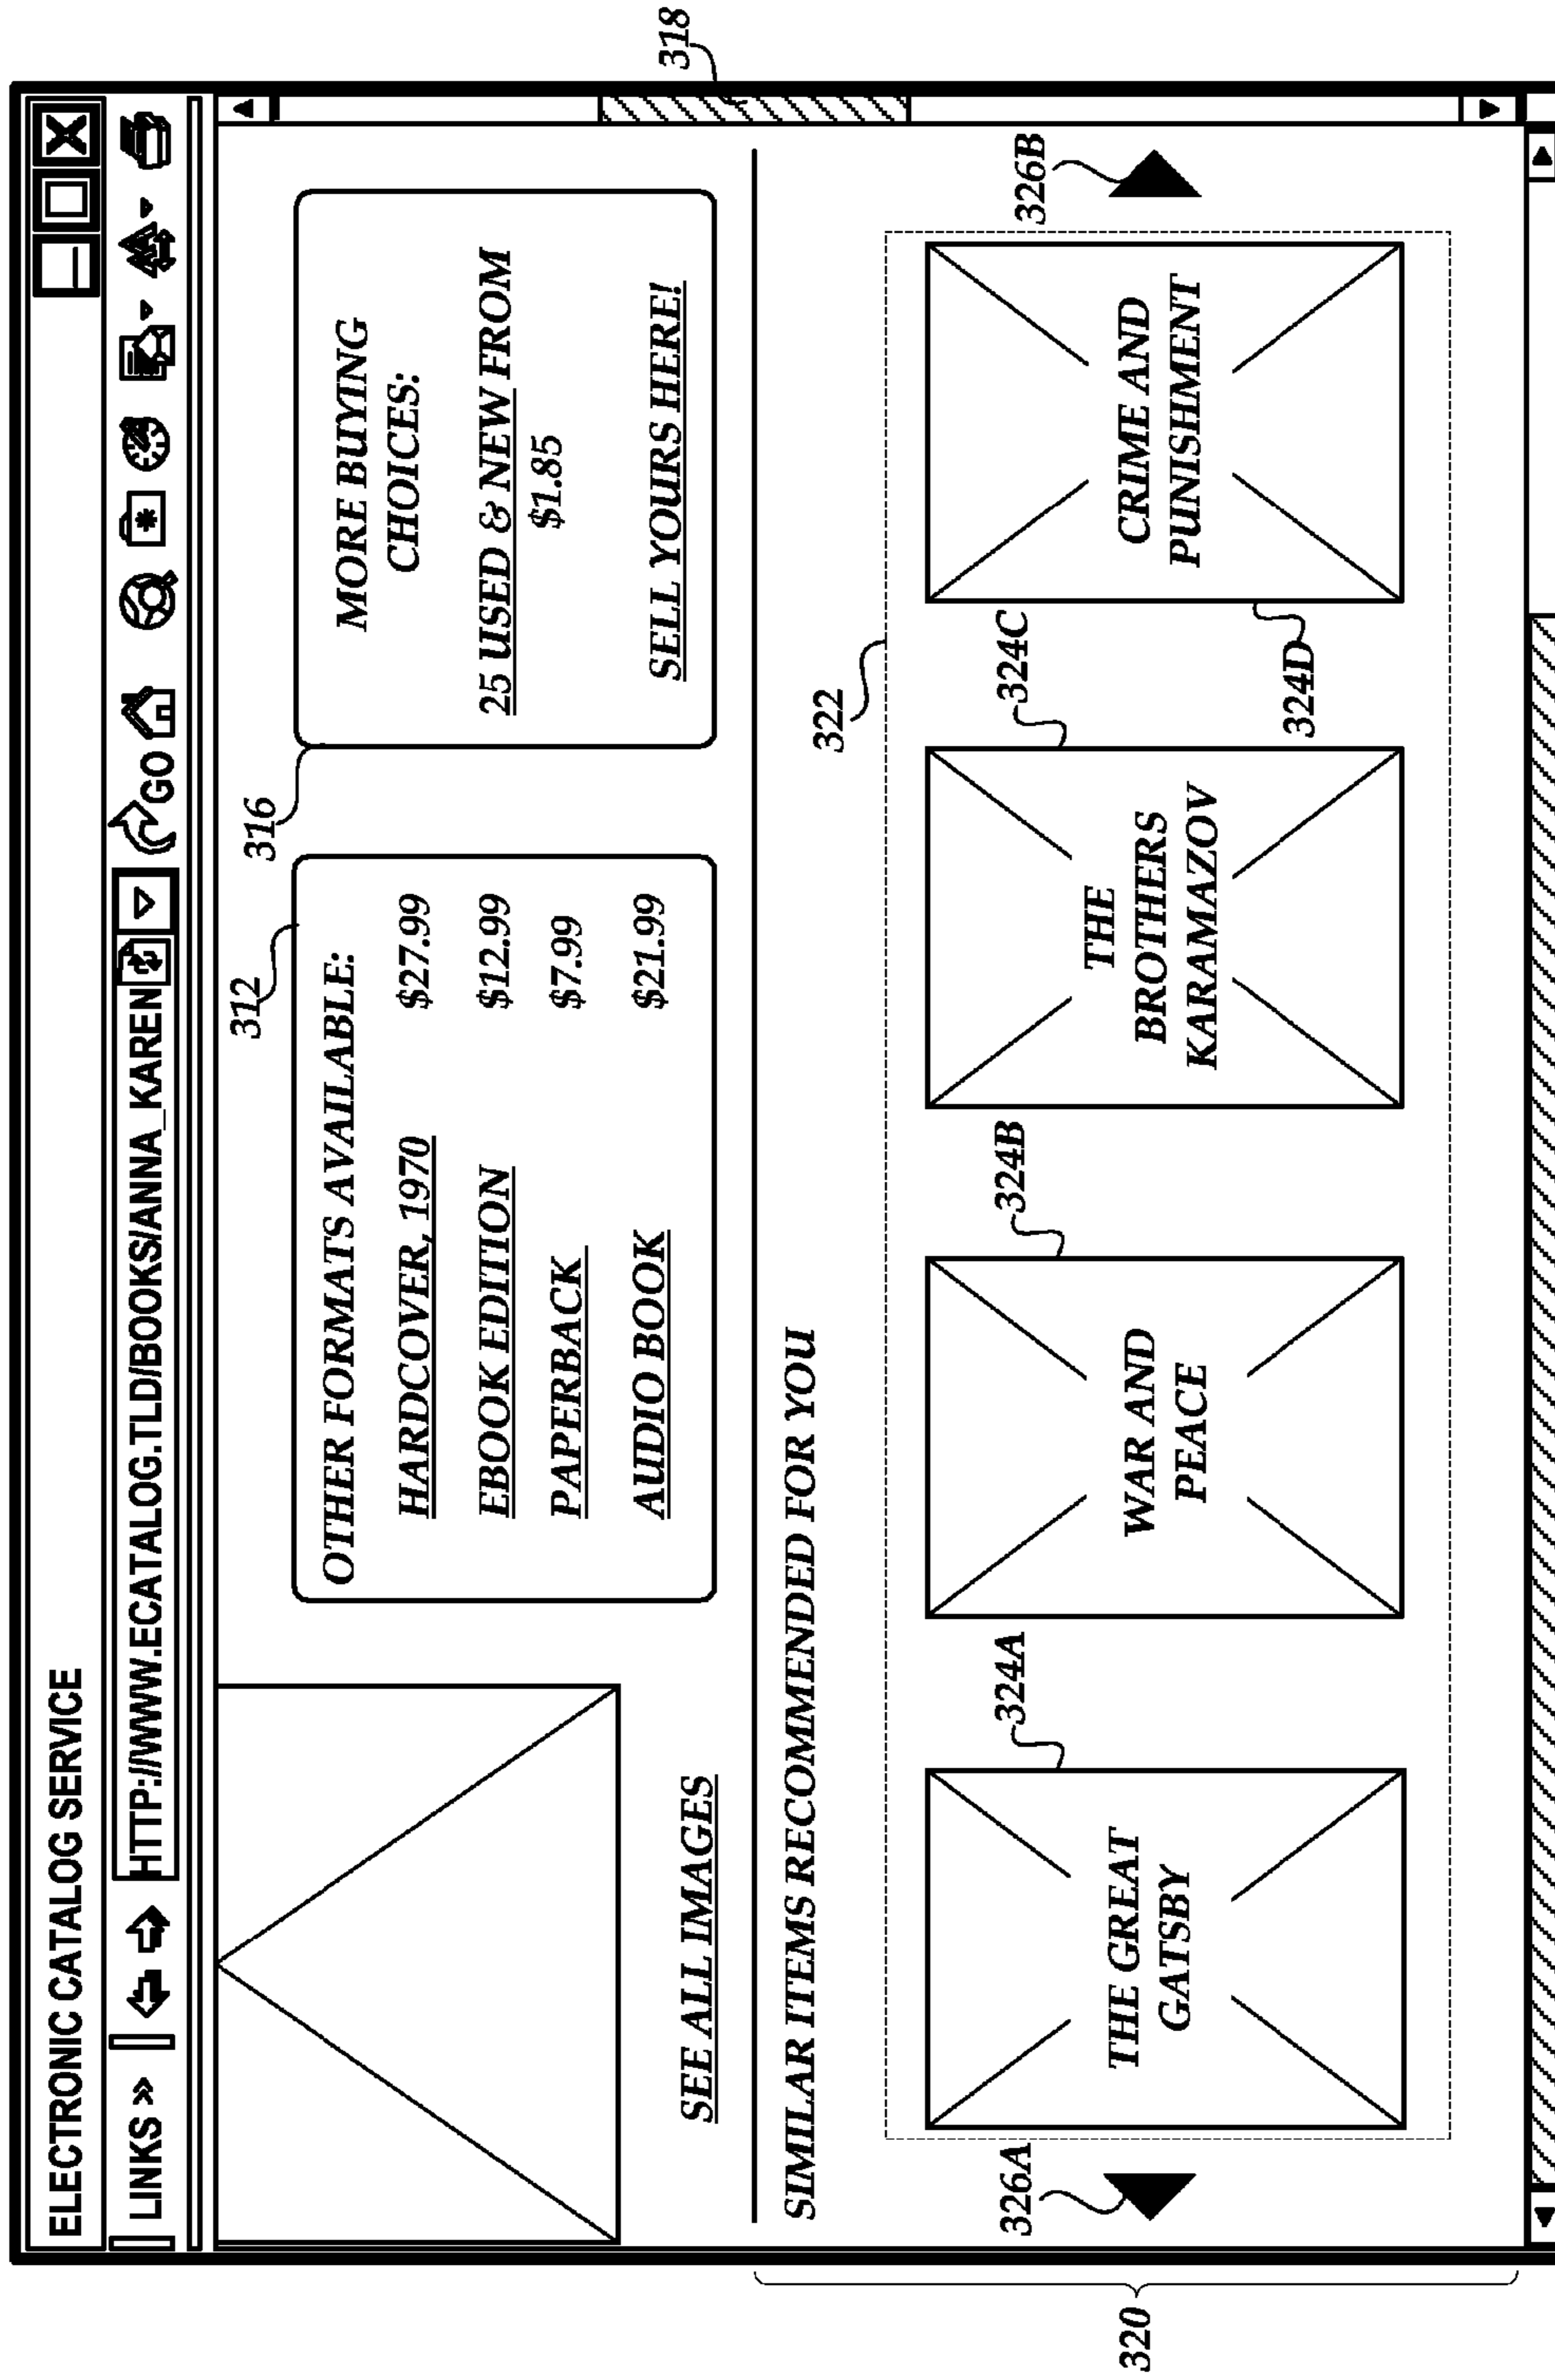 ELECTRONIC CATALOG SERVICE
LINKS »
HTTP://WWW.ECATALOG.TLD/BOOKS/ANNA_KAREN
GO
312
316
318
SEE ALL IMAGES
OTHER FORMATS AVAILABLE:
HARDCOVER, 1970 $27.99
EBOOK EDITION $12.99
PAPERBACK $7.99
AUDIO BOOK $21.99
MORE BUYING
CHOICES:
25 USED & NEW FROM
$1.85
SELL YOURS HERE!
SIMILAR ITEMS RECOMMENDED FOR YOU
322
320
326A
324A
324B
324C
324D
326B
THE GREAT
GATSBY
WAR AND
PEACE
THE
BROTHERS
KARAMAZOV
CRIME AND
PUNISHMENT